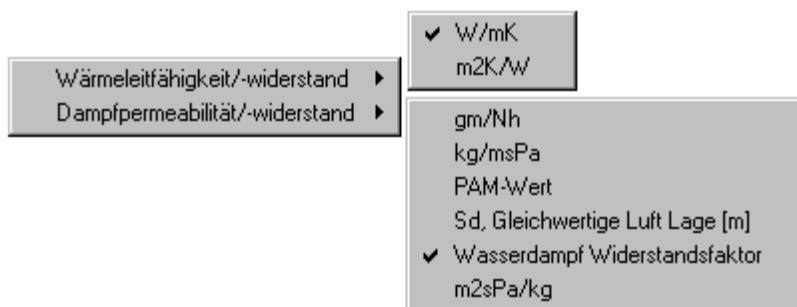 Wärmeleitfähigkeit/-widerstand
Dampfpermeabilität/-widerstand
W/mK
m2K/W
gm/Nh
kg/msPa
PAM-Wert
Sd, Gleichwertige Luft Lage [m]
Wasserdampf Widerstandsfaktor
m2sPa/kg